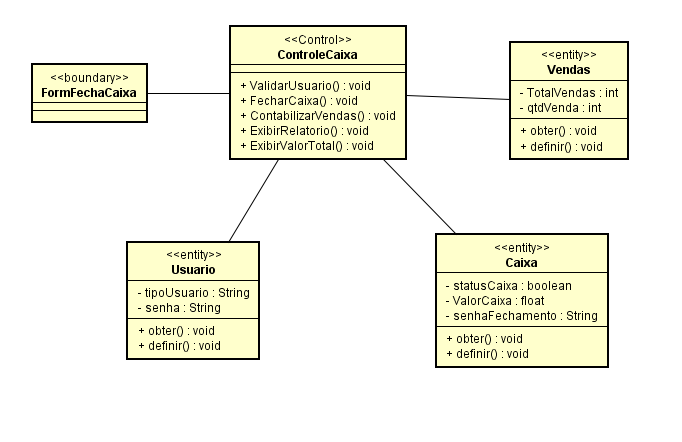 <<boundary>>
FormFechaCaixa
<<Control>>
ControleCaixa
+ ValidarUsuario() : void
+ FecharCaixa() : void
+ ContabilizarVendas() : void
+ ExibirRelatorio() : void
+ ExibirValorTotal() : void
<<entity>>
Vendas
- TotalVendas : int
- qtdVenda : int
+ obter() : void
+ definir() : void
<<entity>>
Usuario
- tipoUsuario : String
- senha : String
+ obter() : void
+ definir() : void
<<entity>>
Caixa
- statusCaixa : boolean
- ValorCaixa : float
- senhaFechamento : String
+ obter() : void
+ definir() : void